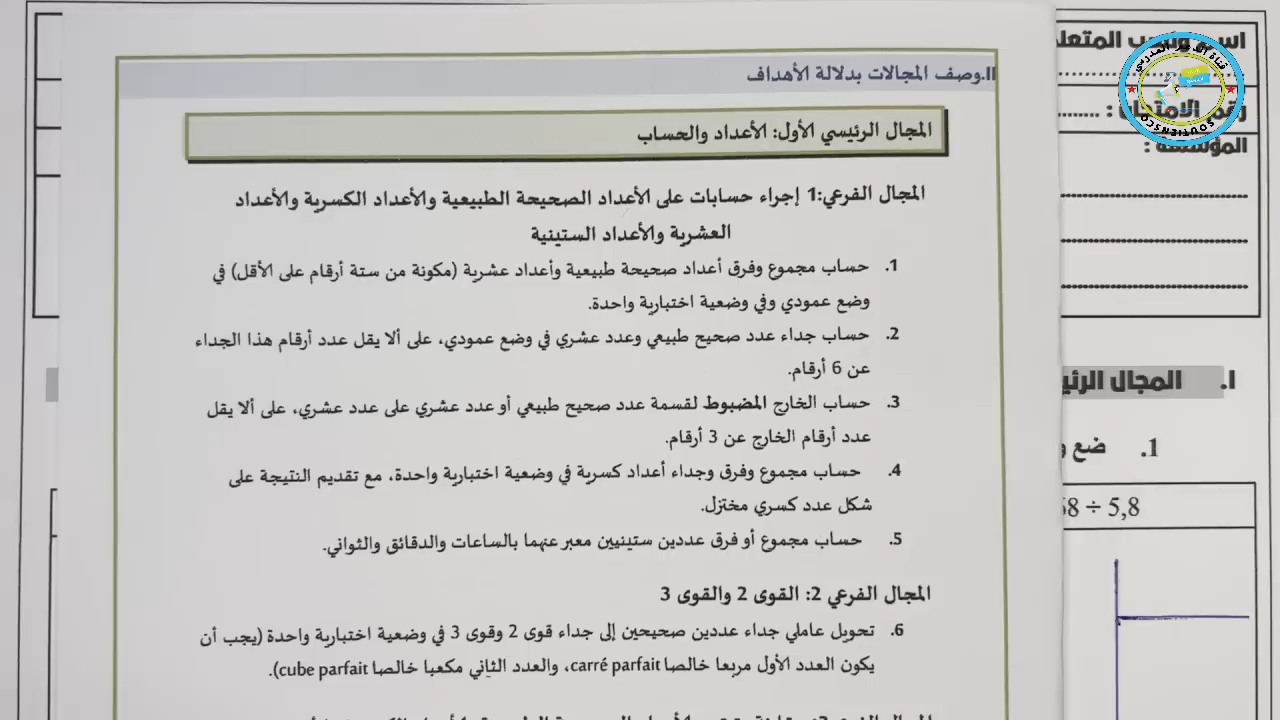 II.وصف المجالات بدلالة الأهداف
المجال الرئيسي الأول: الأعداد والحساب
المجال الفرعي:1 إجراء حسابات على الأعداد الصحيحة الطبيعية والأعداد الكسرية والأعداد
العشرية والأعداد الستينية
1. حساب مجموع وفرق أعداد صحيحة طبيعية وأعداد عشرية (مكونة من ستة أرقام على الأقل) في
وضع عمودي وفي وضعية اختبارية واحدة.
2. حساب جداء عدد صحيح طبيعي وعدد عشري في وضع عمودي، على ألا يقل عدد أرقام هذا الجداء
عن 6 أرقام.
3. حساب الخارج المضبوط لقسمة عدد صحيح طبيعي أو عدد عشري على عدد عشري، على ألا يقل
عدد أرقام الخارج عن 3 أرقام.
4. حساب مجموع وفرق وجداء أعداد كسرية في وضعية اختبارية واحدة، مع تقديم النتيجة على
شكل عدد كسري مختزل.
5. حساب مجموع أو فرق عددين ستينيين معبر عنهما بالساعات والدقائق والثواني.
المجال الفرعي 2: القوى 2 والقوى 3
6. تحويل عاملي جداء عددين صحيحين إلى جداء قوى 2 وقوى 3 في وضعية اختبارية واحدة (يجب أن
يكون العدد الأول مربعا خالصا carré parfait، والعدد الثاني مكعبا خالصا cube parfait).
رقم الامتحان :
المؤسسة :
I. المجال
1. ضع
8 ÷ 5,8
SOUTIENSCO